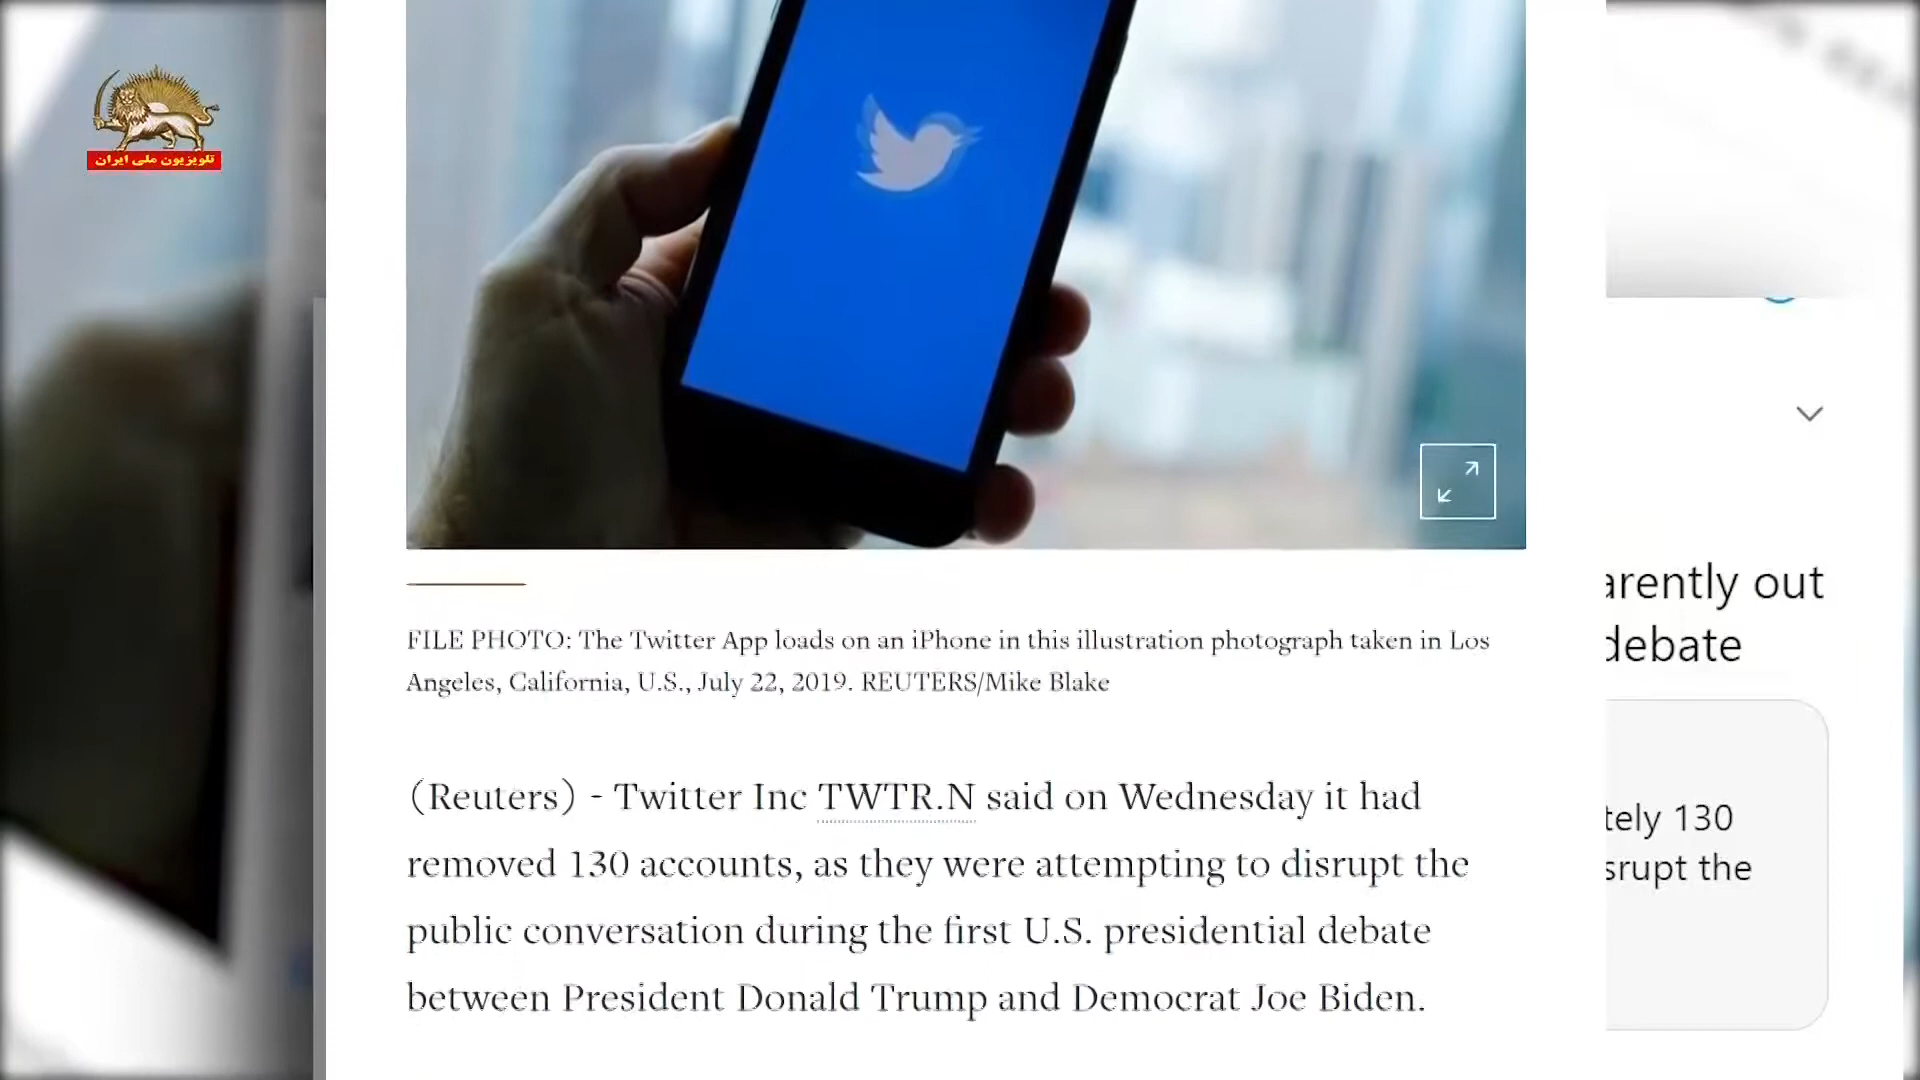 تلویزیون ملی ایران
FILE PHOTO: The Twitter App loads on an iPhone in this illustration photograph taken in Los
Angeles, California, U.S., July 22, 2019. REUTERS/Mike Blake
(Reuters) - Twitter Inc TWTR.N said on Wednesday it had
removed 130 accounts, as they were attempting to disrupt the
public conversation during the first U.S. presidential debate
between President Donald Trump and Democrat Joe Biden.
arently out
debate
tely 130
srupt the